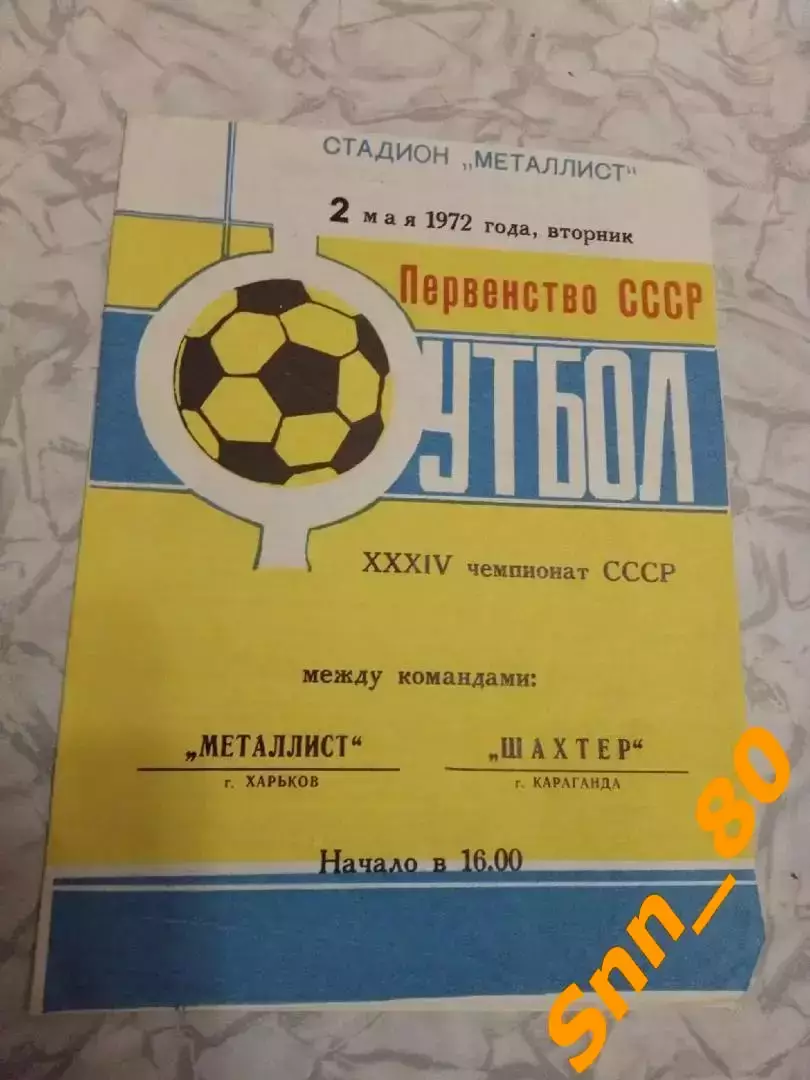 СТАДИОН „МЕТАЛЛИСТ"
2 мая 1972 года, вторник
Первенство СССР
ФУТБОЛ
XXXIV чемпионат СССР
между командами:
„МЕТАЛЛИСТ" „ШАХТЕР"
г. ХАРЬКОВ г. КАРАГАНДА
Начало в 16.00
Snn_80